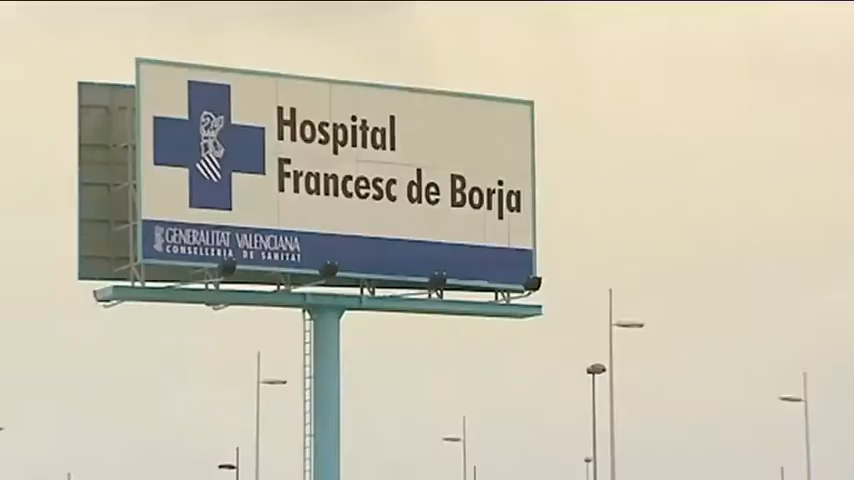 Hospital
Francesc de Borja
GENERALITAT VALENCIANA
CONSELLERIA DE SANITAT